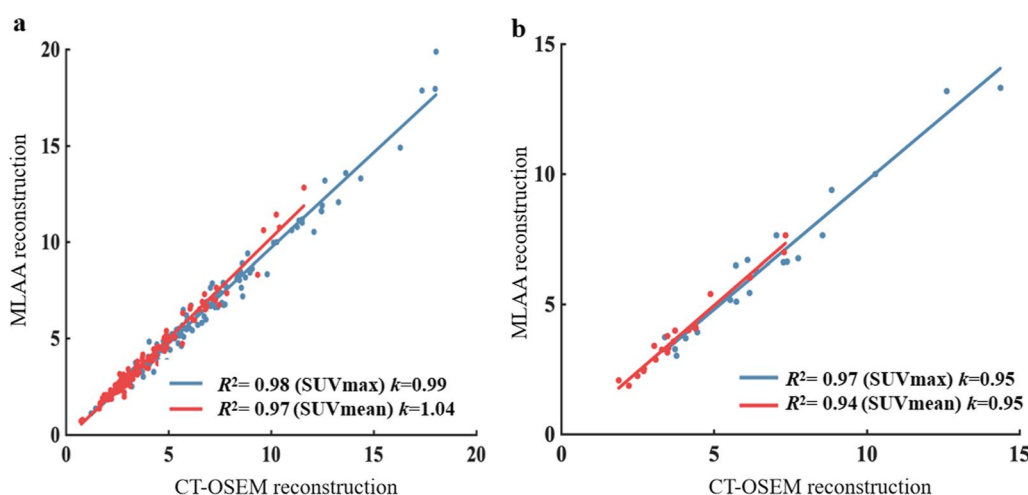 a
20
15
10
5
0
MLAA reconstruction
R²= 0.98 (SUVmax) k=0.99
R²= 0.97 (SUVmean) k=1.04
0 5 10 15 20
CT-OSEM reconstruction
b
15
10
5
0
MLAA reconstruction
R²= 0.97 (SUVmax) k=0.95
R²= 0.94 (SUVmean) k=0.95
0 5 10 15
CT-OSEM reconstruction